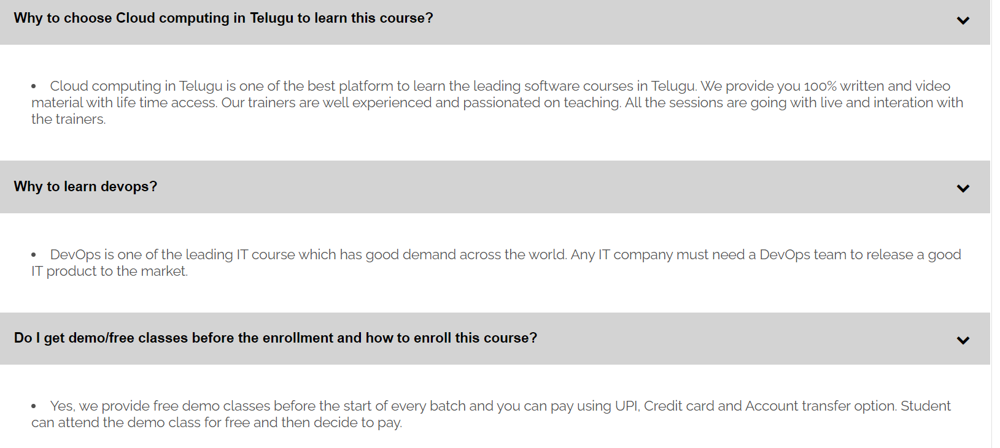 Why to choose Cloud computing in Telugu to learn this course?
• Cloud computing in Telugu is one of the best platform to learn the leading software courses in Telugu. We provide you 100% written and video
material with life time access. Our trainers are well experienced and passionated on teaching. All the sessions are going with live and interation with
the trainers.
Why to learn devops?
• DevOps is one of the leading IT course which has good demand across the world. Any IT company must need a DevOps team to release a good
IT product to the market.
Do I get demo/free classes before the enrollment and how to enroll this course?
• Yes, we provide free demo classes before the start of every batch and you can pay using UPI, Credit card and Account transfer option. Student
can attend the demo class for free and then decide to pay.